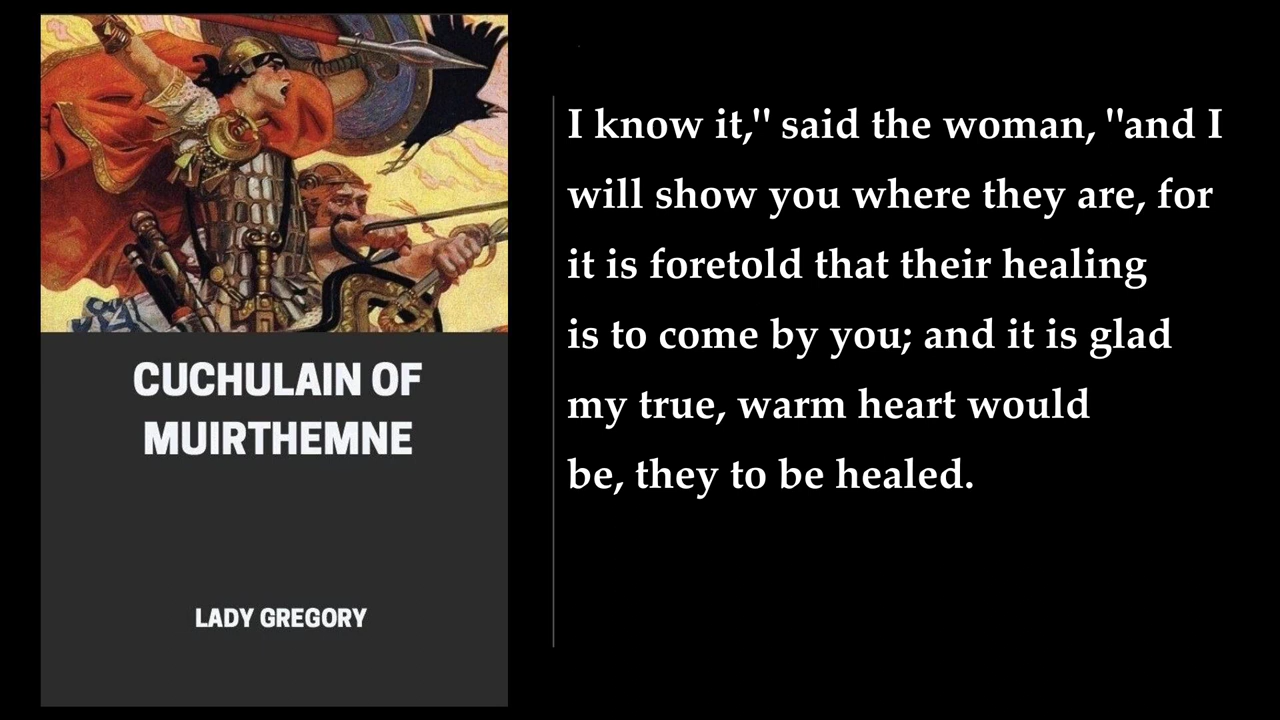 CUCHULAIN OF
MUIRTHEMNE
LADY GREGORY
I know it," said the woman, "and I
will show you where they are, for
it is foretold that their healing
is to come by you; and it is glad
my true, warm heart would
be, they to be healed.